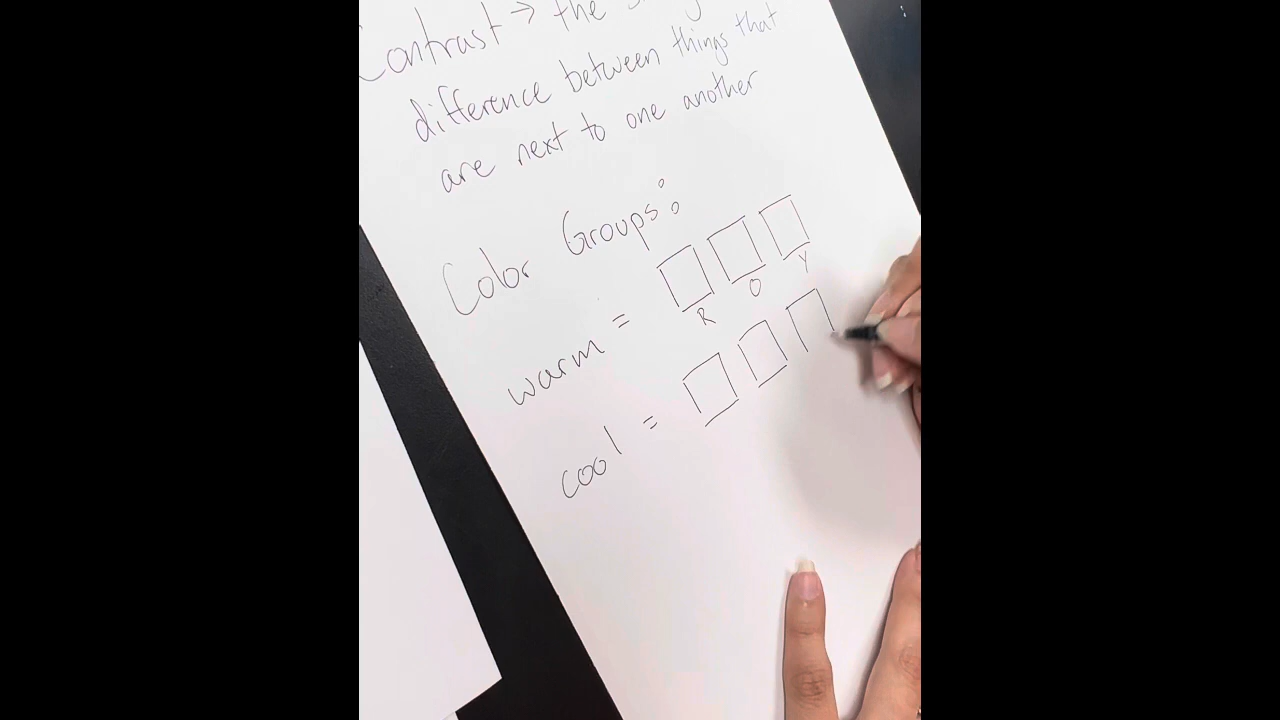 Contrast → the
difference between things that
are next to one another
Color Groups:
warm =
R O Y
cool =